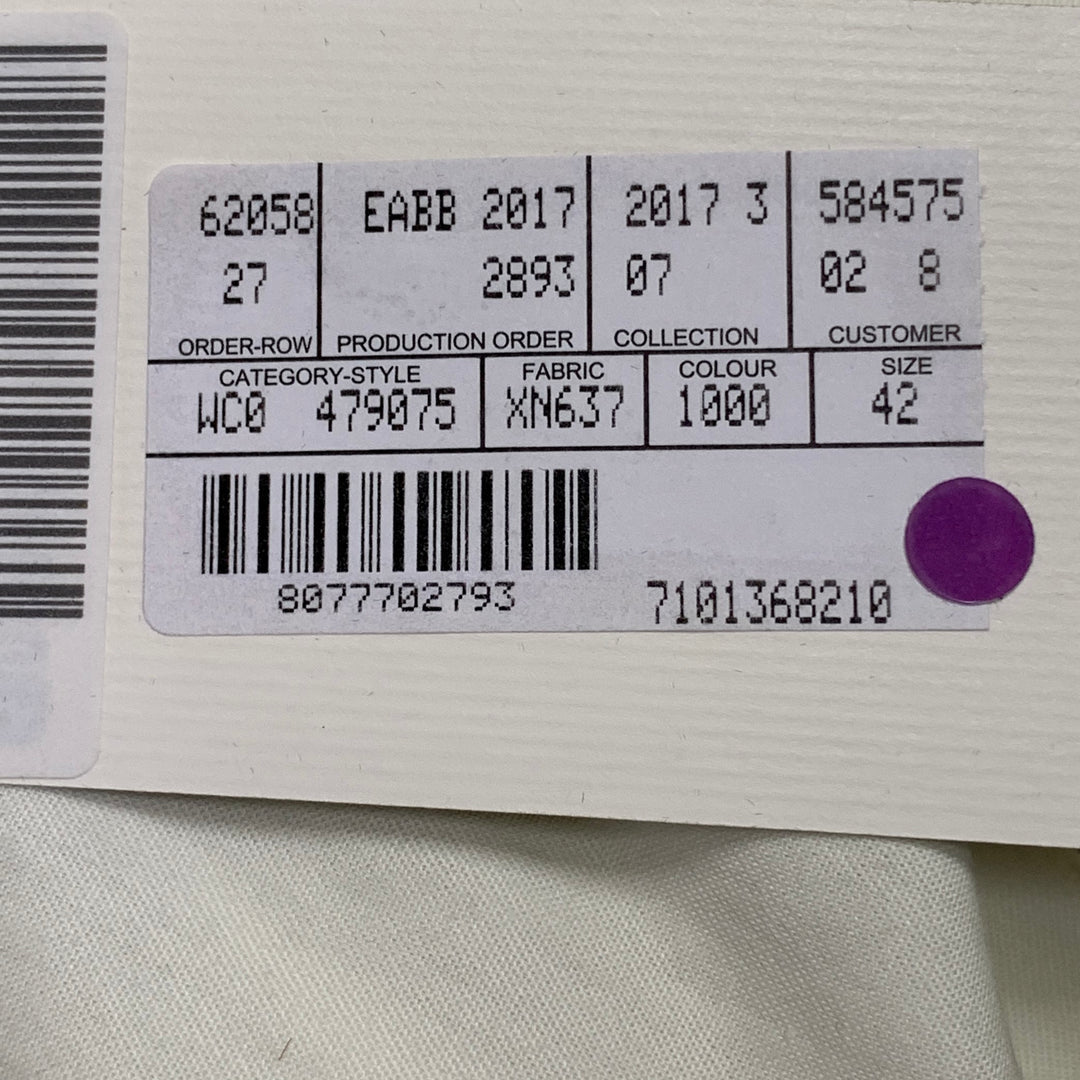 62058 EABB 2017 2017 3 584575
27 2893 07 02 8
ORDER-ROW PRODUCTION ORDER COLLECTION CUSTOMER
CATEGORY-STYLE FABRIC COLOUR SIZE
WC0 479075 XN637 1000 42
8077702793 7101368210